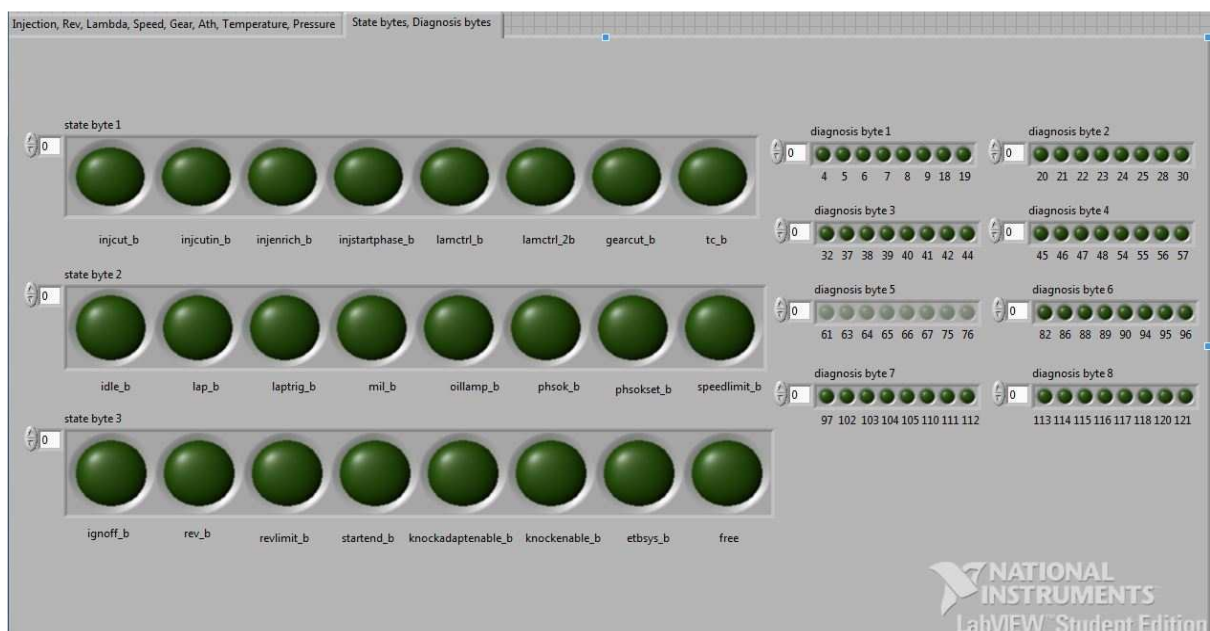 Injection, Rev, Lambda, Speed, Gear, Ath, Temperature, Pressure
State bytes, Diagnosis bytes
state byte 1
0
injcut_b injcutin_b injenrich_b injstartphase_b lamctrl_b lamctrl_2b gearcut_b tc_b
state byte 2
0
idle_b lap_b laptrig_b mil_b oillamp_b phsok_b phsokset_b speedlimit_b
state byte 3
0
ignoff_b rev_b revlimit_b startend_b knockadaptenable_b knockenable_b etbsys_b free
diagnosis byte 1
0
4 5 6 7 8 9 18 19
diagnosis byte 2
0
20 21 22 23 24 25 28 30
diagnosis byte 3
0
32 37 38 39 40 41 42 44
diagnosis byte 4
0
45 46 47 48 54 55 56 57
diagnosis byte 5
0
61 63 64 65 66 67 75 76
diagnosis byte 6
0
82 86 88 89 90 94 95 96
diagnosis byte 7
0
97 102 103 104 105 110 111 112
diagnosis byte 8
0
113 114 115 116 117 118 120 121
NATIONAL
INSTRUMENTS
LabVIEW™ Student Edition